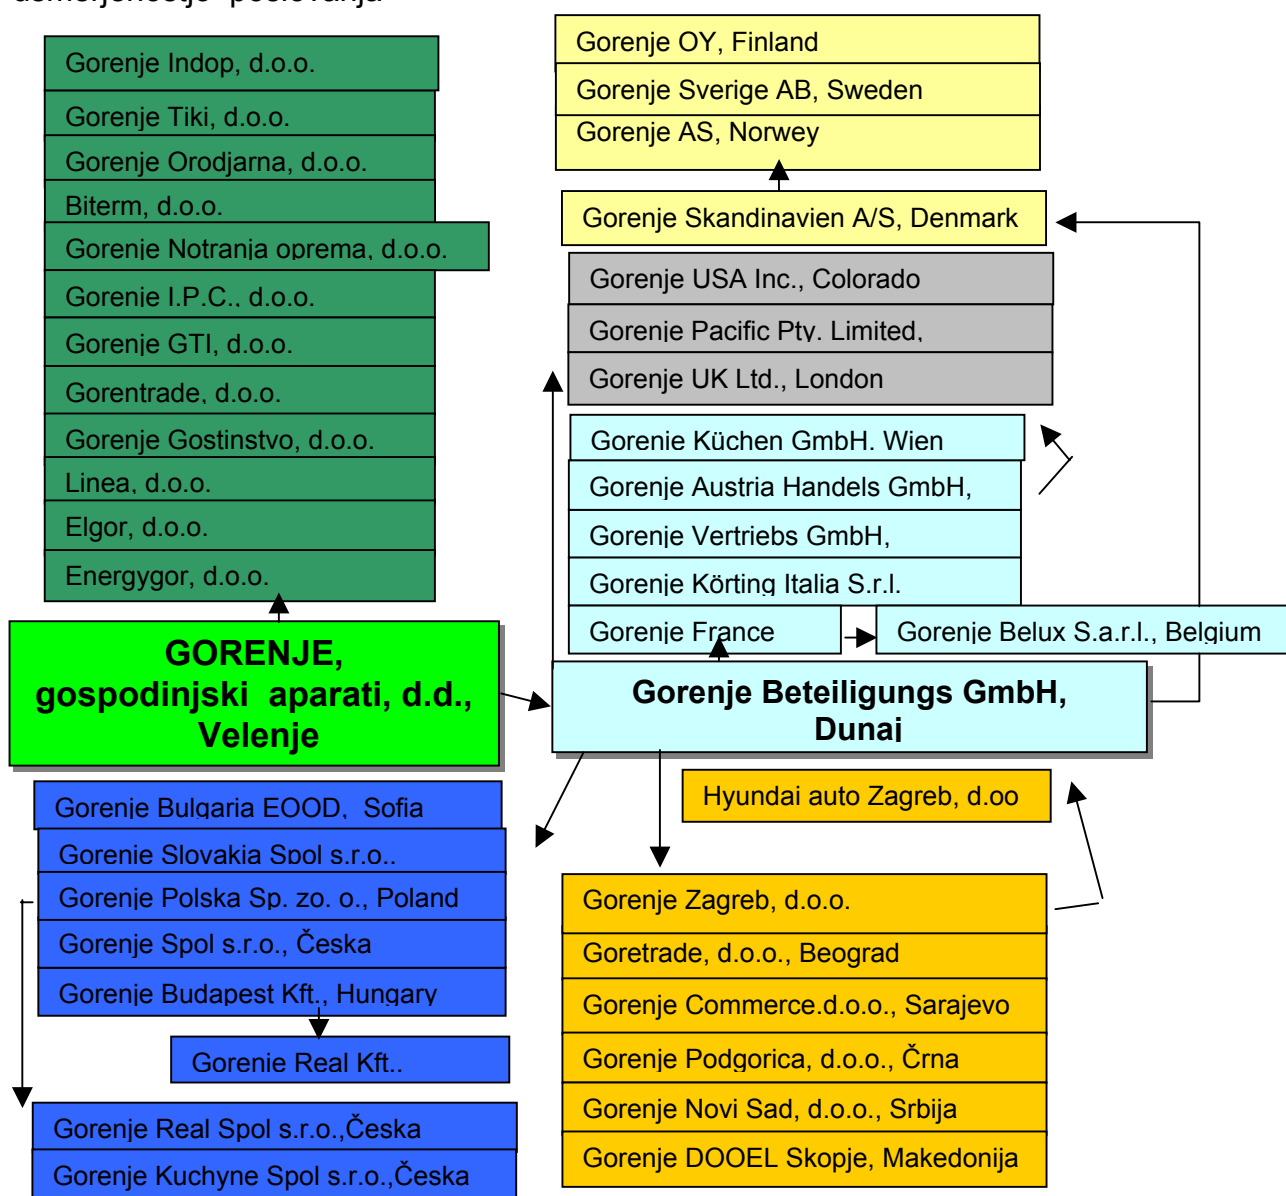 usmerjenostjo poslovanja
Gorenje Indop, d.o.o.
Gorenje Tiki, d.o.o.
Gorenje Orodjarna, d.o.o.
Biterm, d.o.o.
Gorenje Notranja oprema, d.o.o.
Gorenje I.P.C., d.o.o.
Gorenje GTI, d.o.o.
Gorentrade, d.o.o.
Gorenje Gostinstvo, d.o.o.
Linea, d.o.o.
Elgor, d.o.o.
Energygor, d.o.o.
GORENJE,
gospodinjski aparati, d.d.,
Velenje
Gorenje Bulgaria EOOD, Sofia
Gorenje Slovakia Spol s.r.o.,
Gorenje Polska Sp. zo. o., Poland
Gorenje Spol s.r.o., Česka
Gorenje Budapest Kft., Hungary
Gorenje Real Kft.,
Gorenje Real Spol s.r.o.,Česka
Gorenje Kuchyne Spol s.r.o.,Česka
Gorenje OY, Finland
Gorenje Sverige AB, Sweden
Gorenje AS, Norwey
Gorenje Skandinavien A/S, Denmark
Gorenje USA Inc., Colorado
Gorenje Pacific Pty. Limited,
Gorenje UK Ltd., London
Gorenje Küchen GmbH. Wien
Gorenje Austria Handels GmbH,
Gorenje Vertriebs GmbH,
Gorenje Körting Italia S.r.l.
Gorenje France
Gorenje Belux S.a.r.l., Belgium
Gorenje Beteiligungs GmbH,
Dunaj
Hyundai auto Zagreb, d.oo
Gorenje Zagreb, d.o.o.
Goretrade, d.o.o., Beograd
Gorenje Commerce.d.o.o., Sarajevo
Gorenje Podgorica, d.o.o., Črna
Gorenje Novi Sad, d.o.o., Srbija
Gorenje DOOEL Skopje, Makedonija